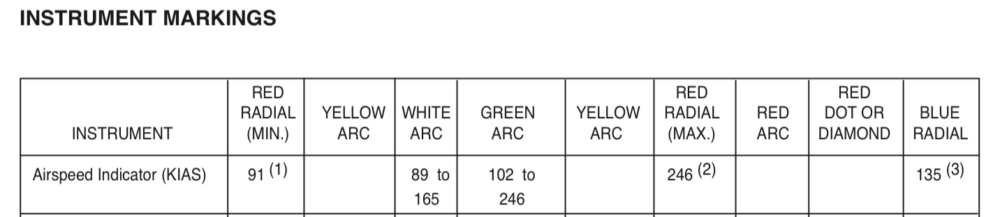 INSTRUMENT MARKINGS
INSTRUMENT
RED
RADIAL
(MIN.)
YELLOW
ARC
WHITE
ARC
GREEN
ARC
YELLOW
ARC
RED
RADIAL
(MAX.)
RED
ARC
RED
DOT OR
DIAMOND
BLUE
RADIAL
Airspeed Indicator (KIAS)
91 (1)
89 to
165
102 to
246
246 (2)
135 (3)